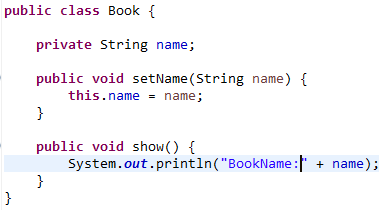 public class Book {
private String name;
public void setName(String name) {
this.name = name;
}
public void show() {
System.out.println("BookName:" + name);
}
}